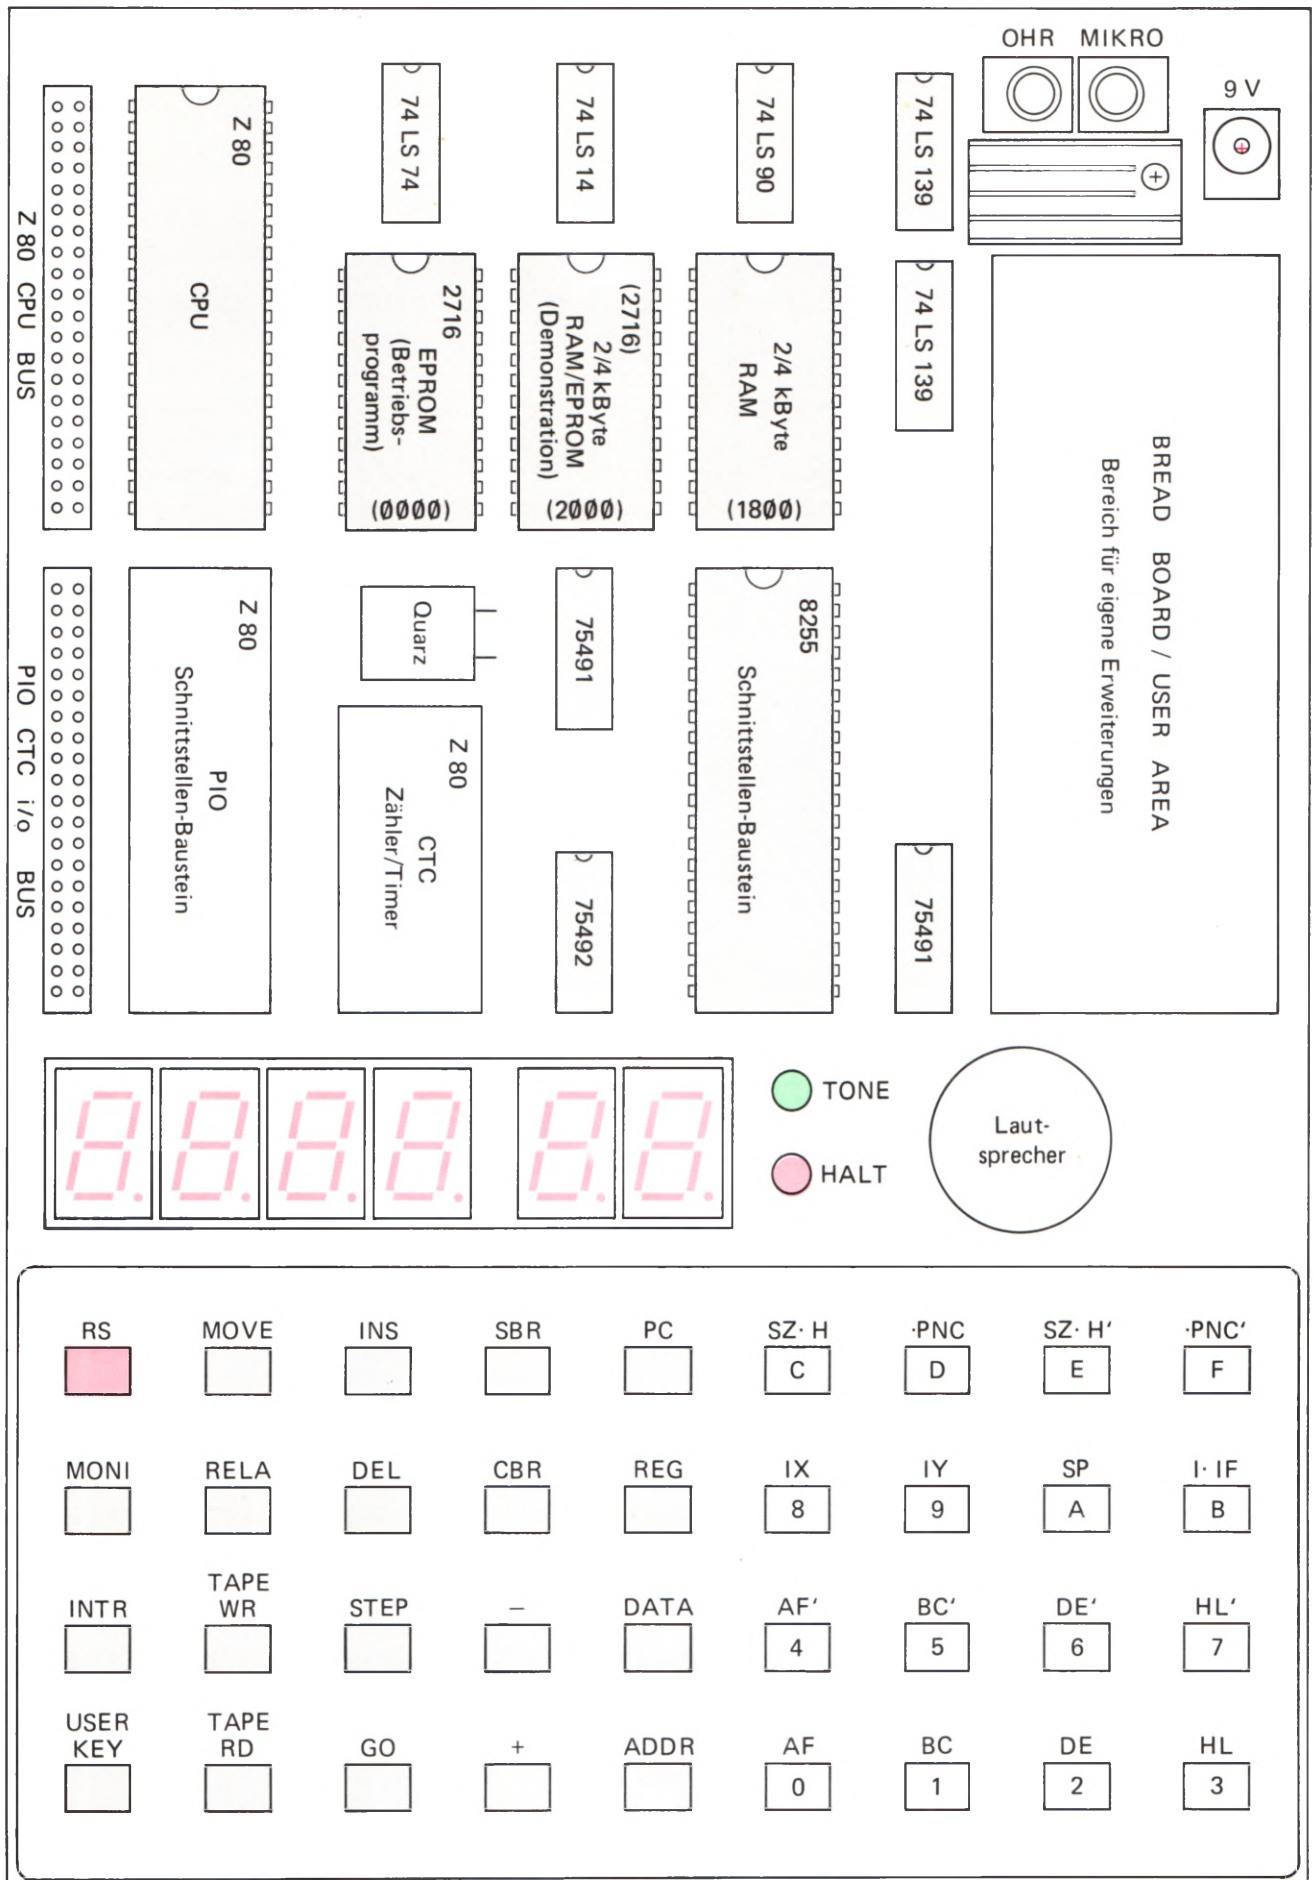 OHR MIKRO
9 V
Z 80 CPU BUS
Z 80
CPU
74 LS 74
74 LS 14
74 LS 90
74 LS 139
2716
EPROM
(Betriebs-
programm)
(0000)
(2716)
2/4 kByte
RAM/EPROM
(Demonstration)
(2000)
2/4 kByte
RAM
(1800)
74 LS 139
BREAD BOARD / USER AREA
Bereich für eigene Erweiterungen
PIO CTC i/o BUS
Z 80
PIO
Schnittstellen-Baustein
Quarz
Z 80
CTC
Zähler/Timer
75491
75492
8255
Schnittstellen-Baustein
75491
8.8.8.8. 8.8.
TONE
HALT
Laut-
sprecher
RS MOVE INS SBR PC SZ·H ·PNC SZ·H' ·PNC'
C D E F
MONI RELA DEL CBR REG IX IY SP I·IF
8 9 A B
INTR TAPE WR STEP – DATA AF' BC' DE' HL'
4 5 6 7
USER KEY TAPE RD GO + ADDR AF BC DE HL
0 1 2 3